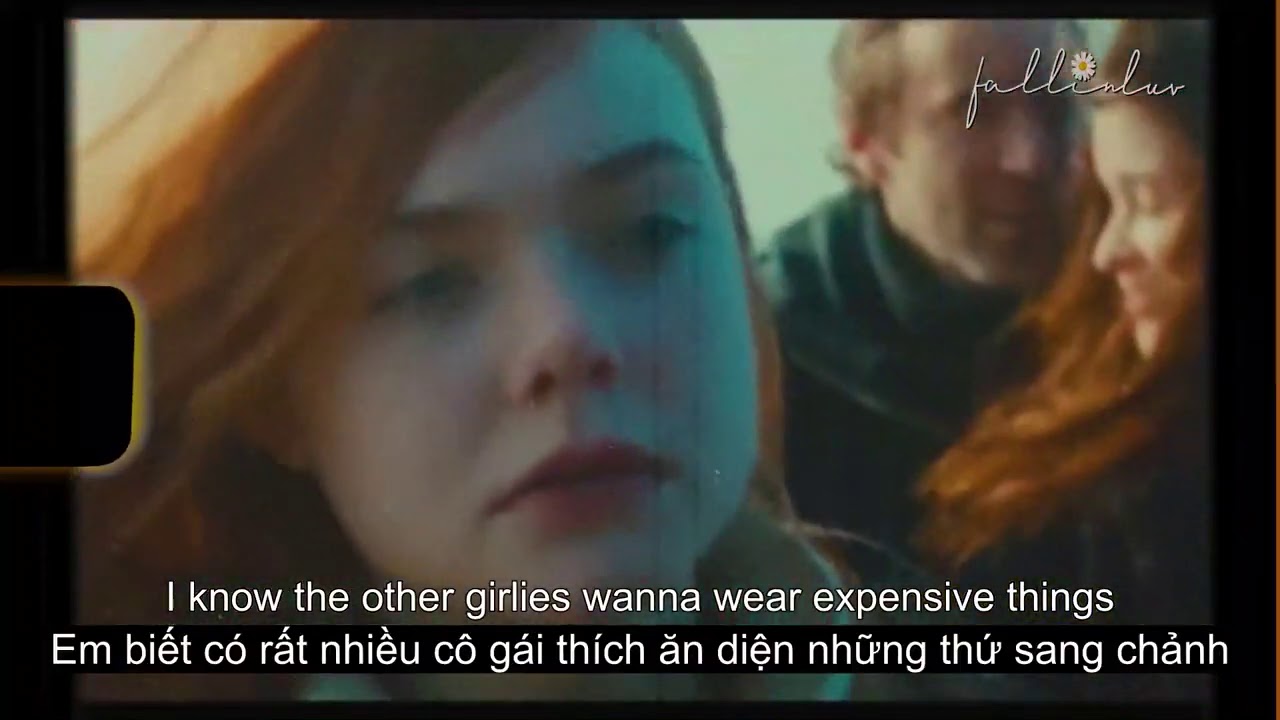 fallinluv
I know the other girlies wanna wear expensive things
Em biết có rất nhiều cô gái thích ăn diện những thứ sang chảnh